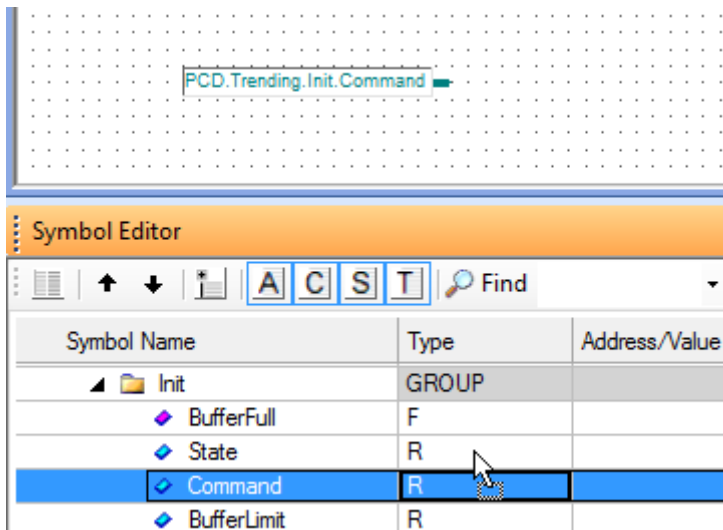 PCD.Trending.Init.Command
Symbol Editor
A C S T Find
Symbol Name Type Address/Value
Init GROUP
BufferFull F
State R
Command R
BufferLimit R